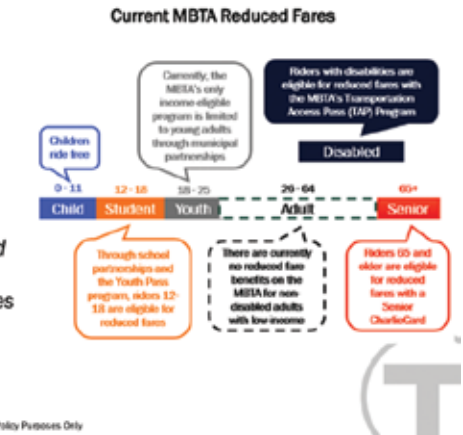 Current MBTA Reduced Fares
Currently, the
MBTA's only
income-eligible
program is limited
to young adults
through municipal
partnerships
Riders with disabilities are
eligible for reduced fares with
the MBTA's Transportation
Access Pass (TAP) Program
Children
ride free
Disabled
0-11
12-18
18-25
26-64
65+
Child
Student
Youth
Adult
Senior
Through school
partnerships and
the Youth Pass
program, riders 12-
18 are eligible for
reduced fares
There are currently
no reduced fare
benefits on the
MBTA for non-
disabled adults
with low-income
Riders 65 and
older are eligible
for reduced
fares with a
Senior
CharlieCard
d
es
Policy Purposes Only
T